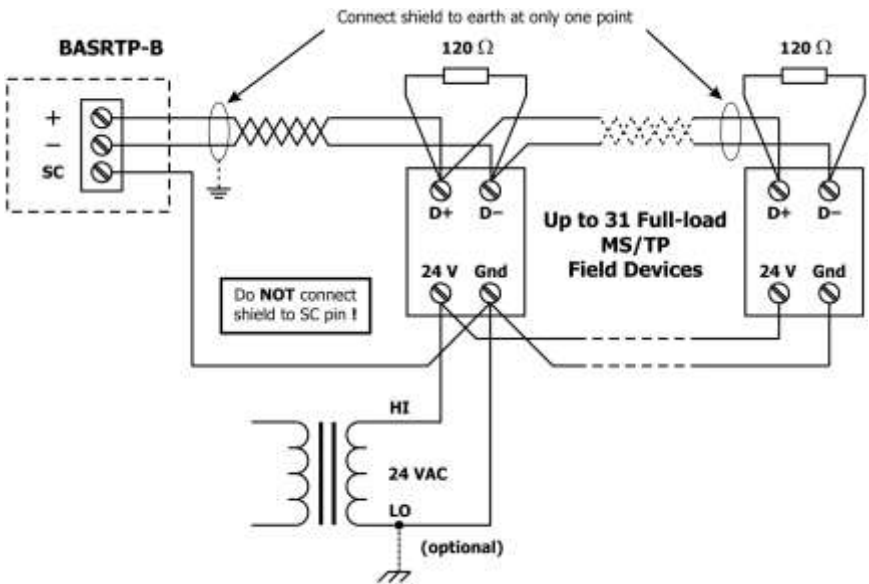 Connect shield to earth at only one point
BASRTP-B
120 Ω
120 Ω
+
−
SC
D+ D−
D+ D−
Up to 31 Full-load
MS/TP
Field Devices
24 V Gnd
24 V Gnd
Do NOT connect
shield to SC pin !
HI
24 VAC
LO
(optional)